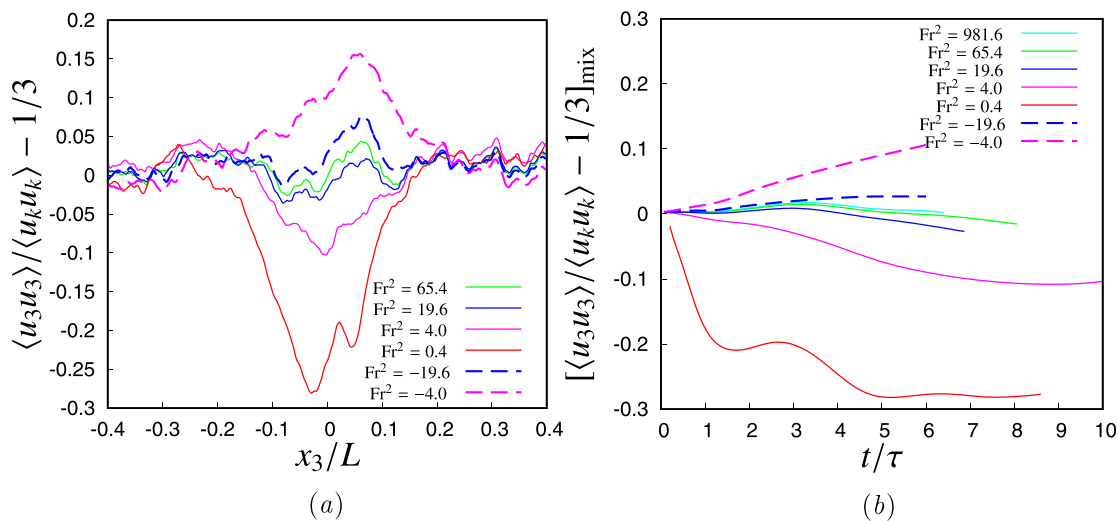 ⟨u₃u₃⟩/⟨uₖuₖ⟩ − 1/3
0.2
0.15
0.1
0.05
0
-0.05
-0.1
-0.15
-0.2
-0.25
-0.3
Fr² = 65.4
Fr² = 19.6
Fr² = 4.0
Fr² = 0.4
Fr² = −19.6
Fr² = −4.0
-0.4 -0.3 -0.2 -0.1 0 0.1 0.2 0.3 0.4
x₃/L
(a)
[⟨u₃u₃⟩/⟨uₖuₖ⟩ − 1/3]mix
0.3
0.2
0.1
0
-0.1
-0.2
-0.3
Fr² = 981.6
Fr² = 65.4
Fr² = 19.6
Fr² = 4.0
Fr² = 0.4
Fr² = −19.6
Fr² = −4.0
0 1 2 3 4 5 6 7 8 9 10
t/τ
(b)